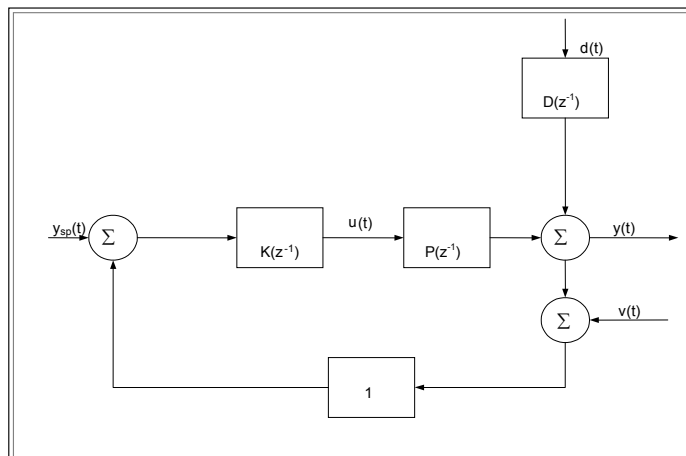 d(t)
D(z⁻¹)
y_sp(t)
Σ
K(z⁻¹)
u(t)
P(z⁻¹)
Σ
y(t)
Σ
v(t)
1